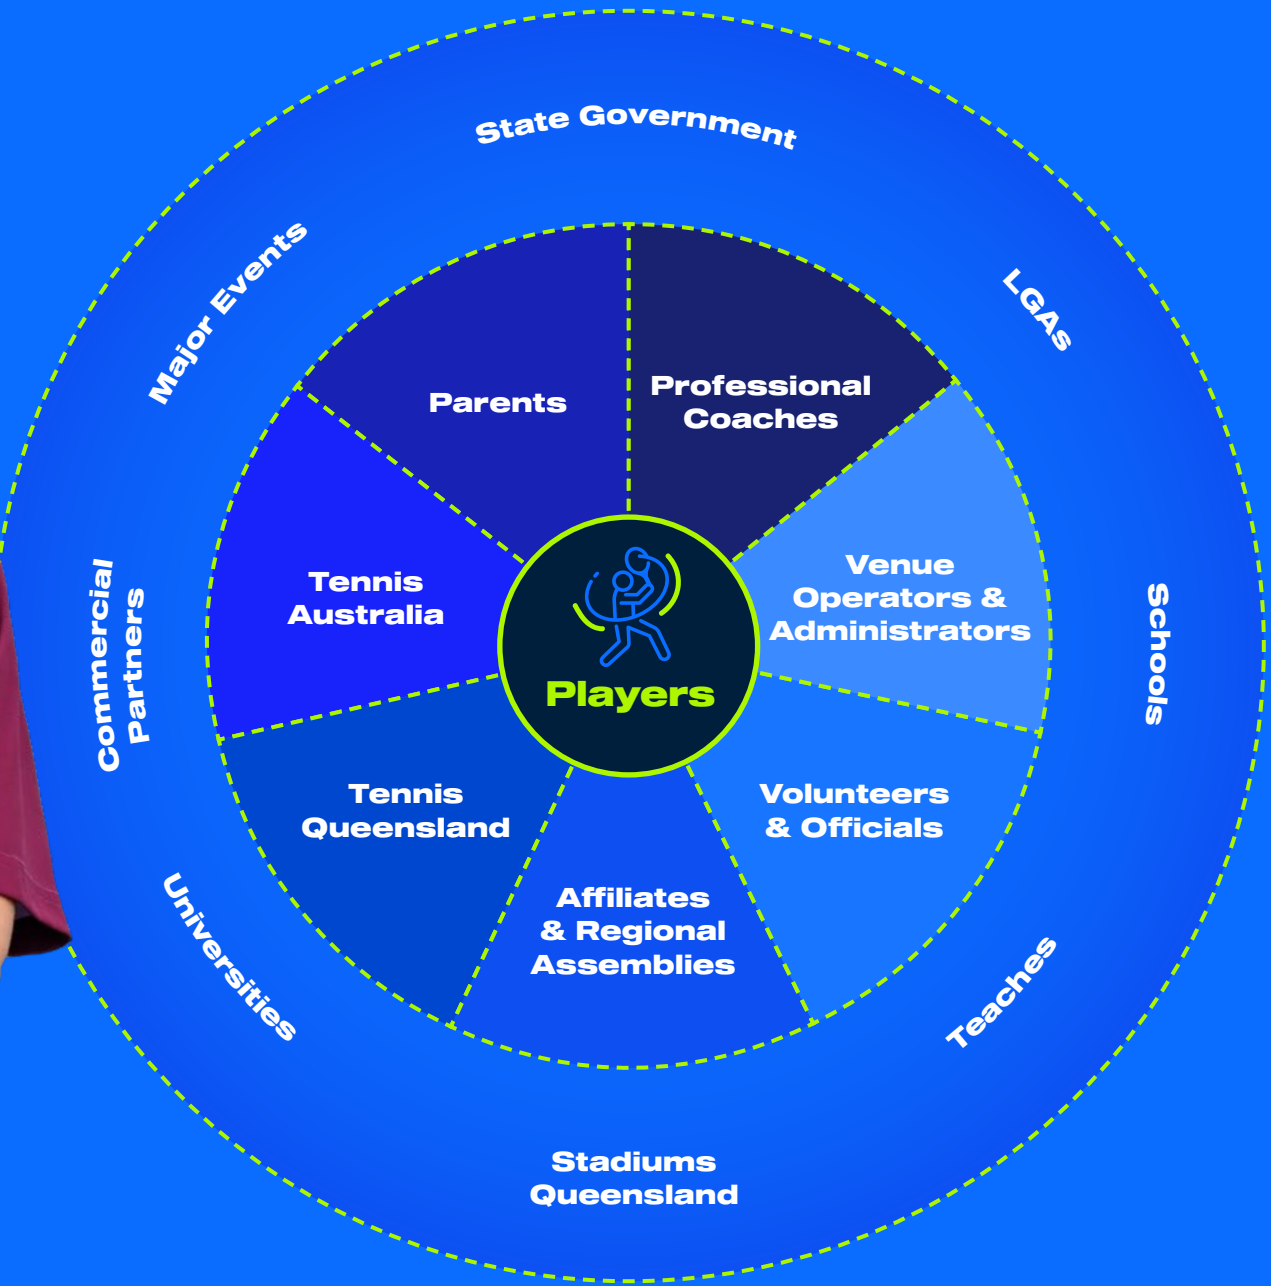 State Government
Major Events
LGAs
Parents
Professional
Coaches
Tennis
Australia
Venue
Operators &
Administrators
Commercial
Partners
Schools
Players
Tennis
Queensland
Volunteers
& Officials
Affiliates
& Regional
Assemblies
Universities
Teaches
Stadiums
Queensland